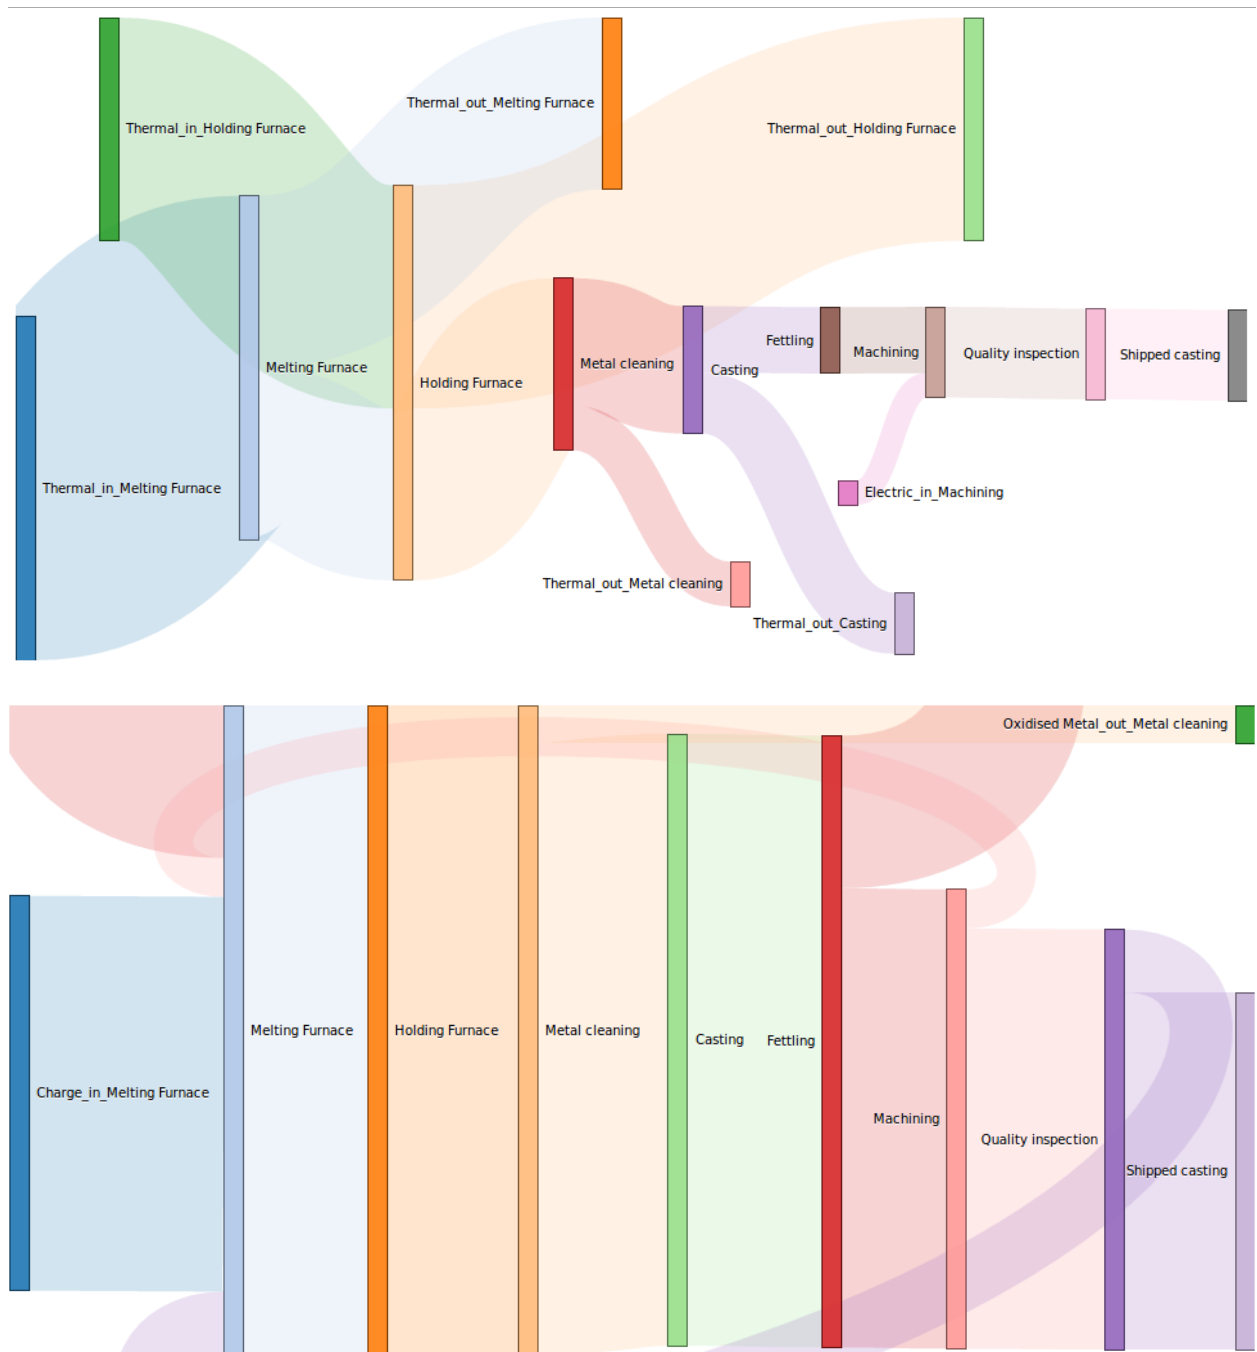 Thermal_out_Melting Furnace
Thermal_in_Holding Furnace
Thermal_out_Holding Furnace
Fettling
Machining
Quality inspection
Shipped casting
Metal cleaning
Casting
Melting Furnace
Holding Furnace
Thermal_in_Melting Furnace
Electric_in_Machining
Thermal_out_Metal cleaning
Thermal_out_Casting
Oxidised Metal_out_Metal cleaning
Melting Furnace
Holding Furnace
Metal cleaning
Casting
Fettling
Charge_in_Melting Furnace
Machining
Quality inspection
Shipped casting